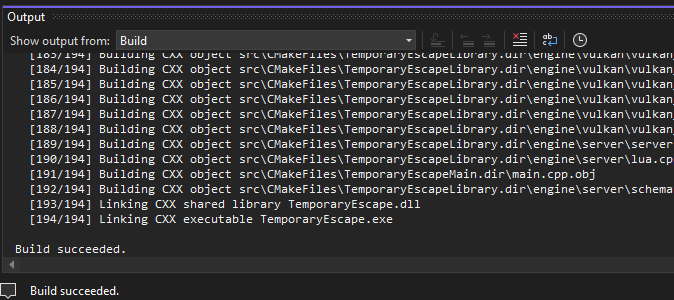 Output
Show output from: Build
[183/194] Building CXX object src\CMakeFiles\TemporaryEscapeLibrary.dir\engine\vulkan\vulkan
[184/194] Building CXX object src\CMakeFiles\TemporaryEscapeLibrary.dir\engine\vulkan\vulkan_
[185/194] Building CXX object src\CMakeFiles\TemporaryEscapeLibrary.dir\engine\vulkan\vulkan_
[186/194] Building CXX object src\CMakeFiles\TemporaryEscapeLibrary.dir\engine\vulkan\vulkan_
[187/194] Building CXX object src\CMakeFiles\TemporaryEscapeLibrary.dir\engine\vulkan\vulkan_
[188/194] Building CXX object src\CMakeFiles\TemporaryEscapeLibrary.dir\engine\vulkan\vulkan_
[189/194] Building CXX object src\CMakeFiles\TemporaryEscapeLibrary.dir\engine\server\server
[190/194] Building CXX object src\CMakeFiles\TemporaryEscapeLibrary.dir\engine\server\lua.cp
[191/194] Building CXX object src\CMakeFiles\TemporaryEscapeMain.dir\main.cpp.obj
[192/194] Building CXX object src\CMakeFiles\TemporaryEscapeLibrary.dir\engine\server\schema
[193/194] Linking CXX shared library TemporaryEscape.dll
[194/194] Linking CXX executable TemporaryEscape.exe
Build succeeded.
Build succeeded.